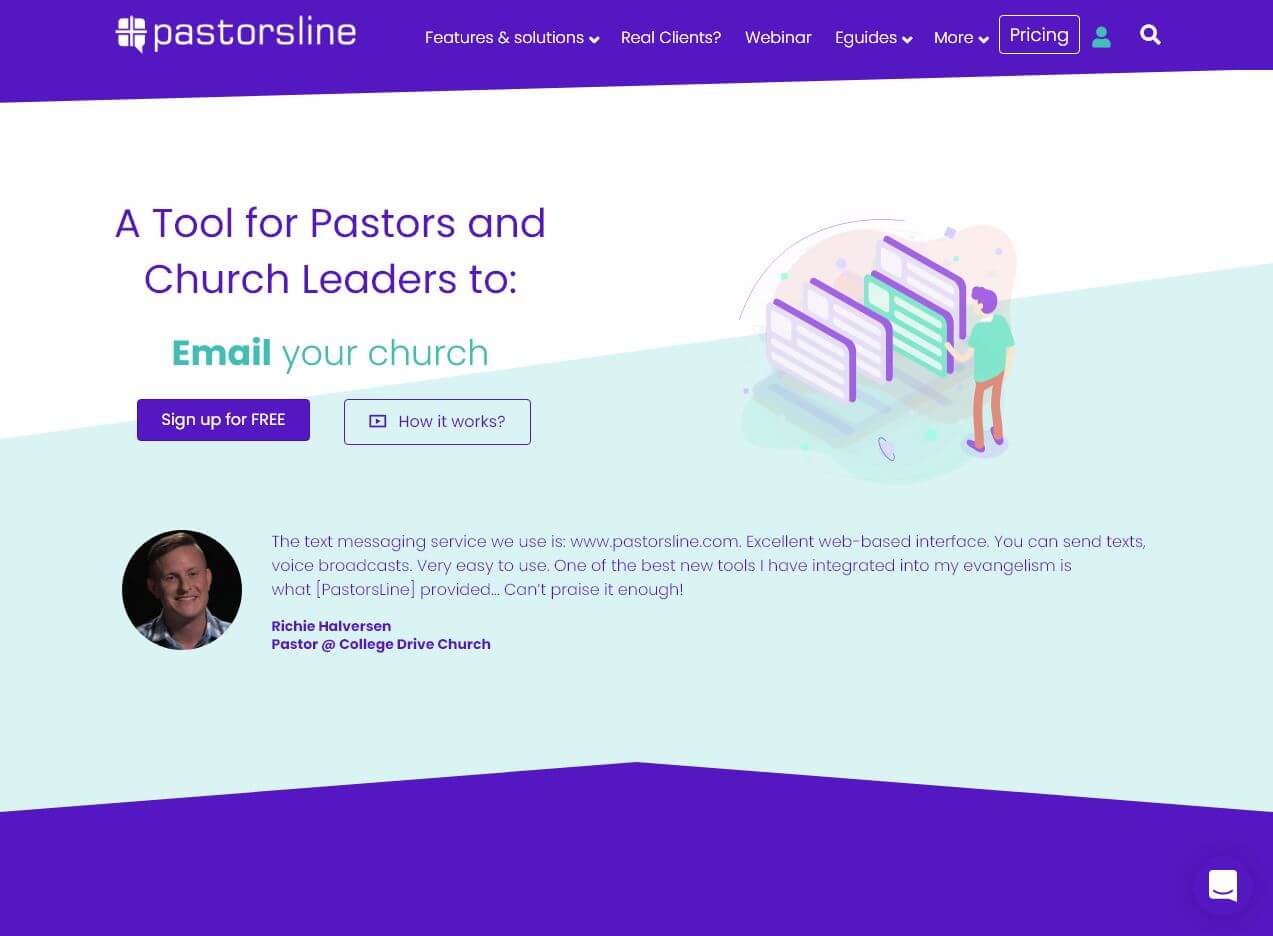 pastorsline
Features & solutions
Real Clients?
Webinar
Eguides
More
Pricing
A Tool for Pastors and
Church Leaders to:
Email your church
Sign up for FREE
How it works?
The text messaging service we use is: www.pastorsline.com. Excellent web-based interface. You can send texts,
voice broadcasts. Very easy to use. One of the best new tools I have integrated into my evangelism is
what [PastorsLine] provided... Can’t praise it enough!
Richie Halversen
Pastor @ College Drive Church